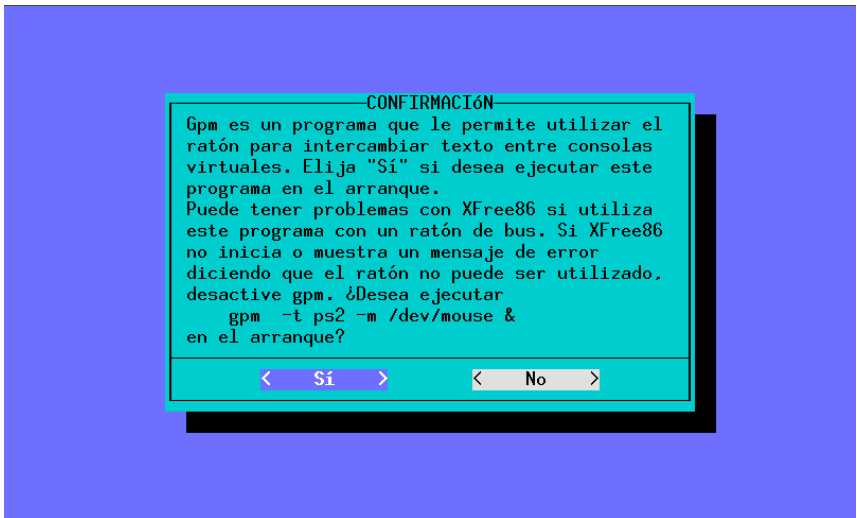 CONFIRMACIóN
Gpm es un programa que le permite utilizar el
ratón para intercambiar texto entre consolas
virtuales. Elija "Sí" si desea ejecutar este
programa en el arranque.
Puede tener problemas con XFree86 si utiliza
este programa con un ratón de bus. Si XFree86
no inicia o muestra un mensaje de error
diciendo que el ratón no puede ser utilizado,
desactive gpm. ¿Desea ejecutar
gpm -t ps2 -m /dev/mouse &
en el arranque?
< Sí > < No >